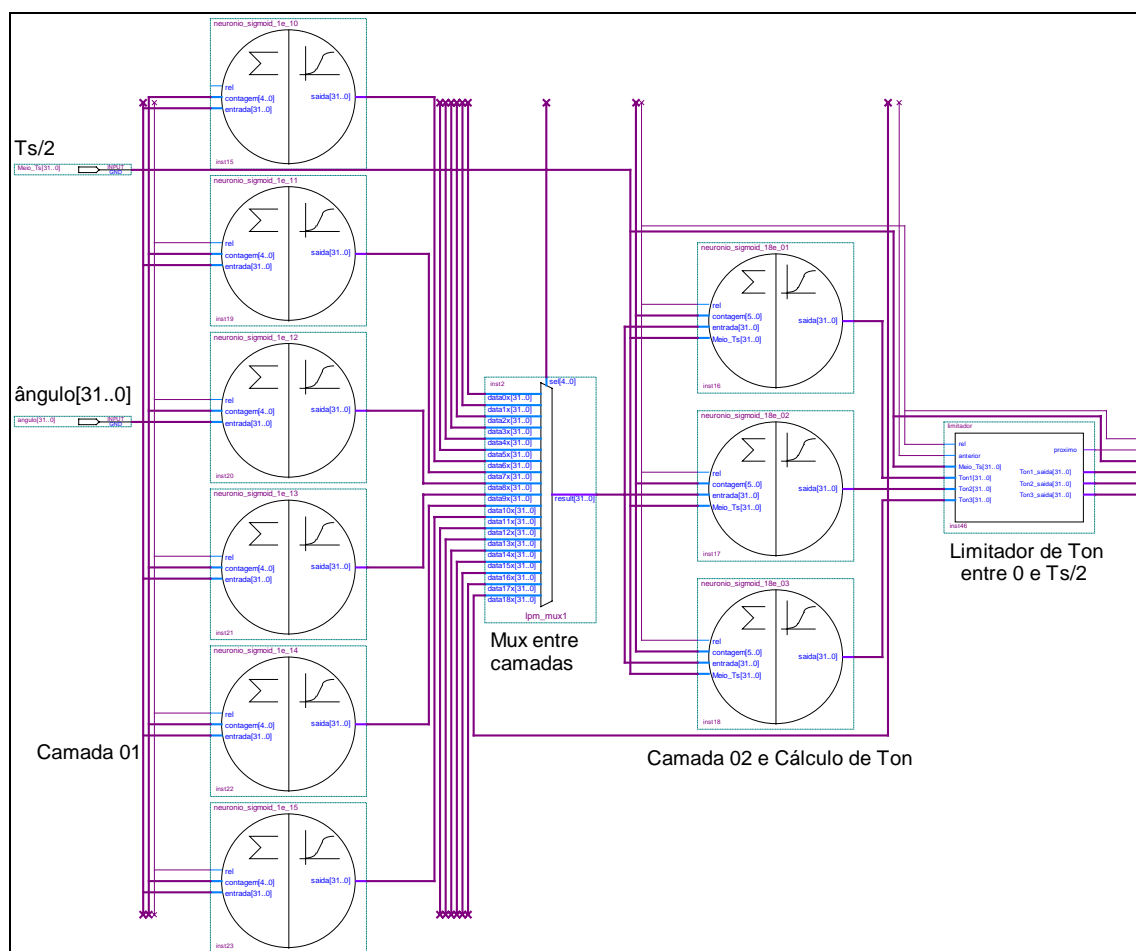 neuronio_sigmoid_1e_10
rel
contagem[4..0]
entrada[31..0]
saida[31..0]
inst15
Ts/2
Meio_Ts[31..0]
INPUT
GND
neuronio_sigmoid_1e_11
rel
contagem[4..0]
entrada[31..0]
saida[31..0]
inst19
neuronio_sigmoid_1e_12
rel
contagem[4..0]
entrada[31..0]
saida[31..0]
inst20
ângulo[31..0]
angulo[31..0]
INPUT
GND
neuronio_sigmoid_1e_13
rel
contagem[4..0]
entrada[31..0]
saida[31..0]
inst21
neuronio_sigmoid_1e_14
rel
contagem[4..0]
entrada[31..0]
saida[31..0]
inst22
Camada 01
neuronio_sigmoid_1e_15
rel
contagem[4..0]
entrada[31..0]
saida[31..0]
inst23
inst2
sel[4..0]
data0x[31..0]
data1x[31..0]
data2x[31..0]
data3x[31..0]
data4x[31..0]
data5x[31..0]
data6x[31..0]
data7x[31..0]
data8x[31..0]
data9x[31..0]
data10x[31..0]
data11x[31..0]
data12x[31..0]
data13x[31..0]
data14x[31..0]
data15x[31..0]
data16x[31..0]
data17x[31..0]
data18x[31..0]
result[31..0]
lpm_mux1
Mux entre
camadas
neuronio_sigmoid_18e_01
rel
contagem[5..0]
entrada[31..0]
Meio_Ts[31..0]
saida[31..0]
inst16
neuronio_sigmoid_18e_02
rel
contagem[5..0]
entrada[31..0]
Meio_Ts[31..0]
saida[31..0]
inst17
neuronio_sigmoid_18e_03
rel
contagem[5..0]
entrada[31..0]
Meio_Ts[31..0]
saida[31..0]
inst18
Camada 02 e Cálculo de Ton
limitador
rel
anterior
Meio_Ts[31..0]
Ton1[31..0]
Ton2[31..0]
Ton3[31..0]
proximo
Ton1_saida[31..0]
Ton2_saida[31..0]
Ton3_saida[31..0]
inst46
Limitador de Ton
entre 0 e Ts/2